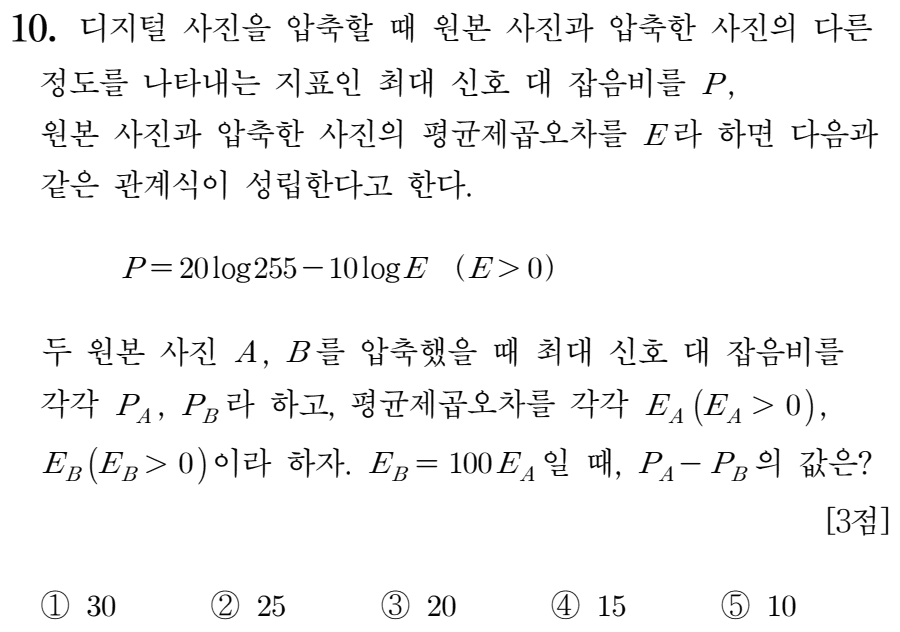 10. 디지털 사진을 압축할 때 원본 사진과 압축한 사진의 다른
정도를 나타내는 지표인 최대 신호 대 잡음비를 P,
원본 사진과 압축한 사진의 평균제곱오차를 E라 하면 다음과
같은 관계식이 성립한다고 한다.
P=20log255-10logE (E>0)
두 원본 사진 A, B를 압축했을 때 최대 신호 대 잡음비를
각각 P_A, P_B라 하고, 평균제곱오차를 각각 E_A(E_A>0),
E_B(E_B>0)이라 하자. E_B=100E_A일 때, P_A-P_B의 값은?
[3점]
① 30 ② 25 ③ 20 ④ 15 ⑤ 10